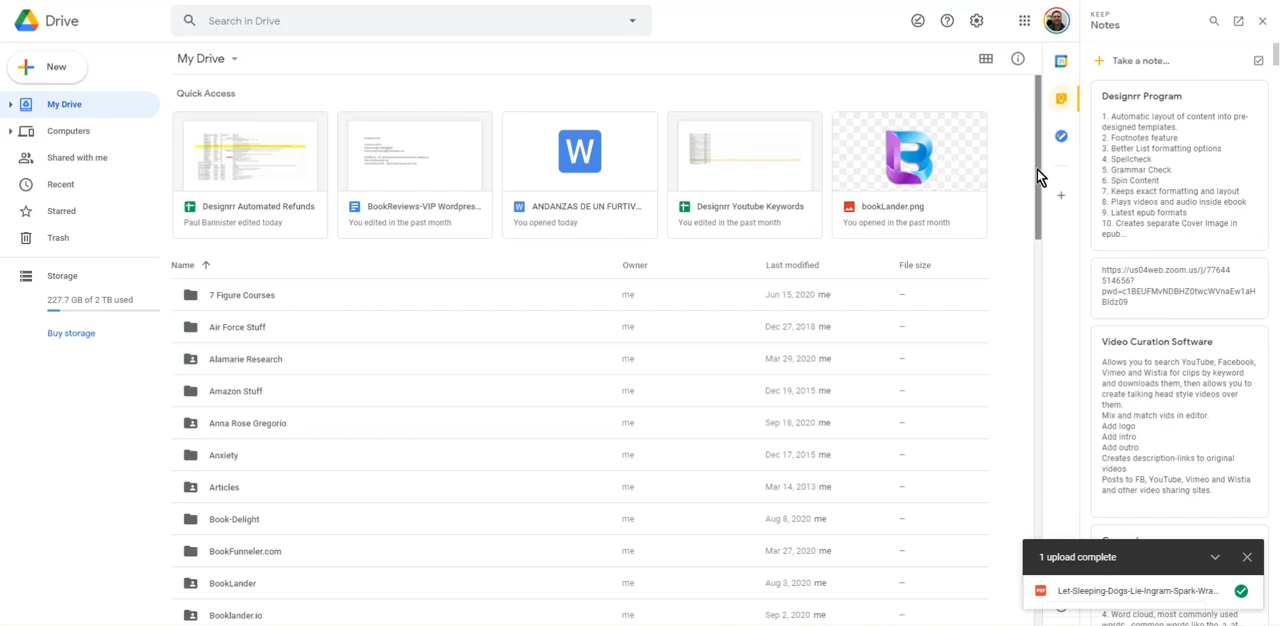 Drive
Search in Drive
KEEP
Notes
New
My Drive
Take a note...
My Drive
Computers
Shared with me
Recent
Starred
Trash
Storage
227.7 GB of 2 TB used
Buy storage
Quick Access
Designrr Automated Refunds
Paul Bannister edited today
BookReviews-VIP Wordpres...
You edited in the past month
W
ANDANZAS DE UN FURTIV...
You opened today
Designrr Youtube Keywords
You edited in the past month
bookLander.png
You opened in the past month
Name
Owner
Last modified
File size
7 Figure Courses me Jun 15, 2020 me –
Air Force Stuff me Dec 27, 2018 me –
Alamarie Research me Mar 29, 2020 me –
Amazon Stuff me Dec 19, 2015 me –
Anna Rose Gregorio me Sep 18, 2020 me –
Anxiety me Dec 17, 2015 me –
Articles me Mar 14, 2013 me –
Book-Delight me Aug 8, 2020 me –
BookFunneler.com me Mar 27, 2020 me –
BookLander me Aug 3, 2020 me –
Booklander.io me Sep 2, 2020 me –
Designrr Program
1. Automatic layout of content into pre-
designed templates.
2. Footnotes feature
3. Better List formatting options
4. Spellcheck
5. Grammar Check
6. Spin Content
7. Keeps exact formatting and layout
8. Plays videos and audio inside ebook
9. Latest epub formats
10. Creates separate Cover Image in
epub...
https://us04web.zoom.us/j/77644
514656?
pwd=c1BEUFMvNDBHZ0twcWVnaEw1aH
BIdz09
Video Curation Software
Allows you to search YouTube, Facebook,
Vimeo and Wistia for clips by keyword
and downloads them, then allows you to
create talking head style videos over
them.
Mix and match vids in editor.
Add logo
Add intro
Add outro
Creates description-links to original
videos
Posts to FB, YouTube, Vimeo and Wistia
and other video sharing sites.
1 upload complete
PDF
Let-Sleeping-Dogs-Lie-Ingram-Spark-Wra...
4. Word cloud, most commonly used